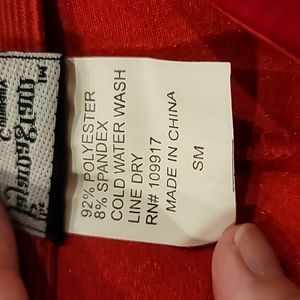 92% POLYESTER
8% SPANDEX
COLD WATER WASH
LINE DRY
RN# 109917
MADE IN CHINA
SM